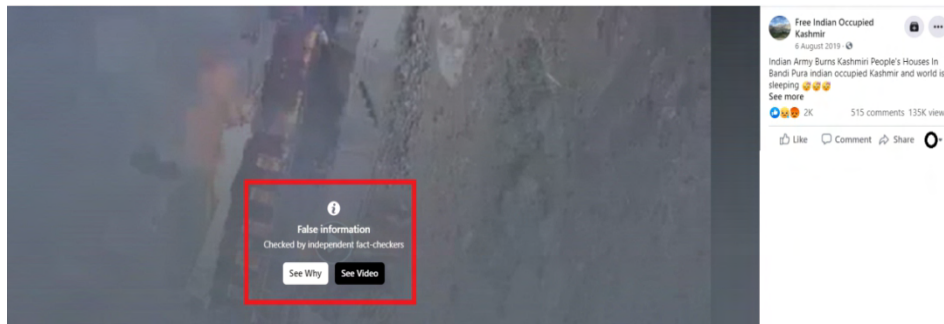 False information
Checked by independent fact-checkers
See Why
See Video
Free Indian Occupied
Kashmir
6 August 2019 ·
Indian Army Burns Kashmiri People's Houses In
Bandi Pura indian occupied Kashmir and world is
sleeping 😴😴😴
See more
2K 515 comments 135K view
Like Comment Share